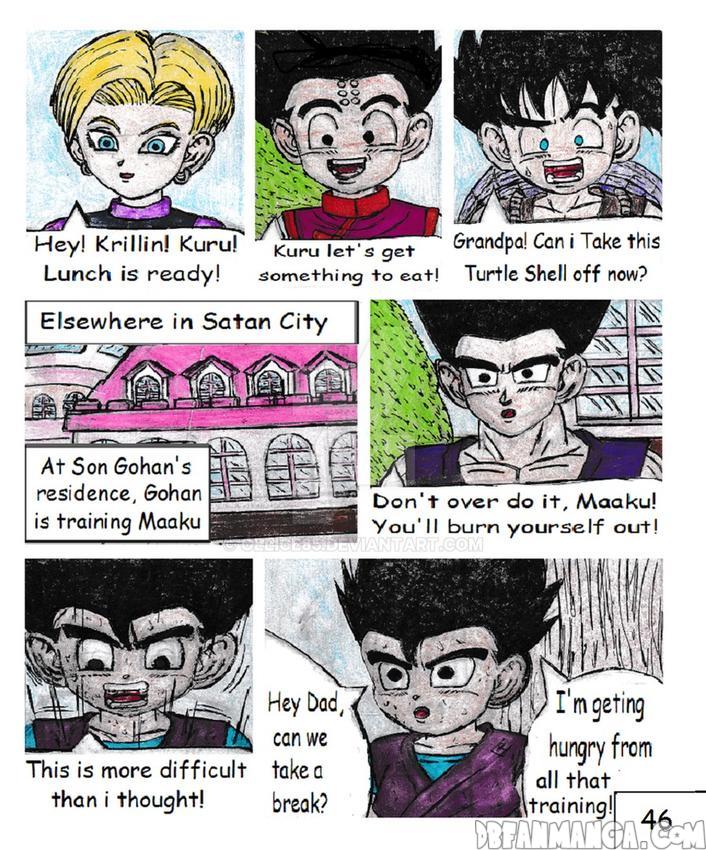 Hey! Krillin! Kuru!
Lunch is ready!
Kuru let's get
something to eat!
Grandpa! Can i Take this
Turtle Shell off now?
Elsewhere in Satan City
At Son Gohan's
residence, Gohan
is training Maaku
Don't over do it, Maaku!
You'll burn yourself out!
This is more difficult
than i thought!
Hey Dad,
can we
take a
break?
I'm geting
hungry from
all that
training!
46
DBFANMANGA.COM